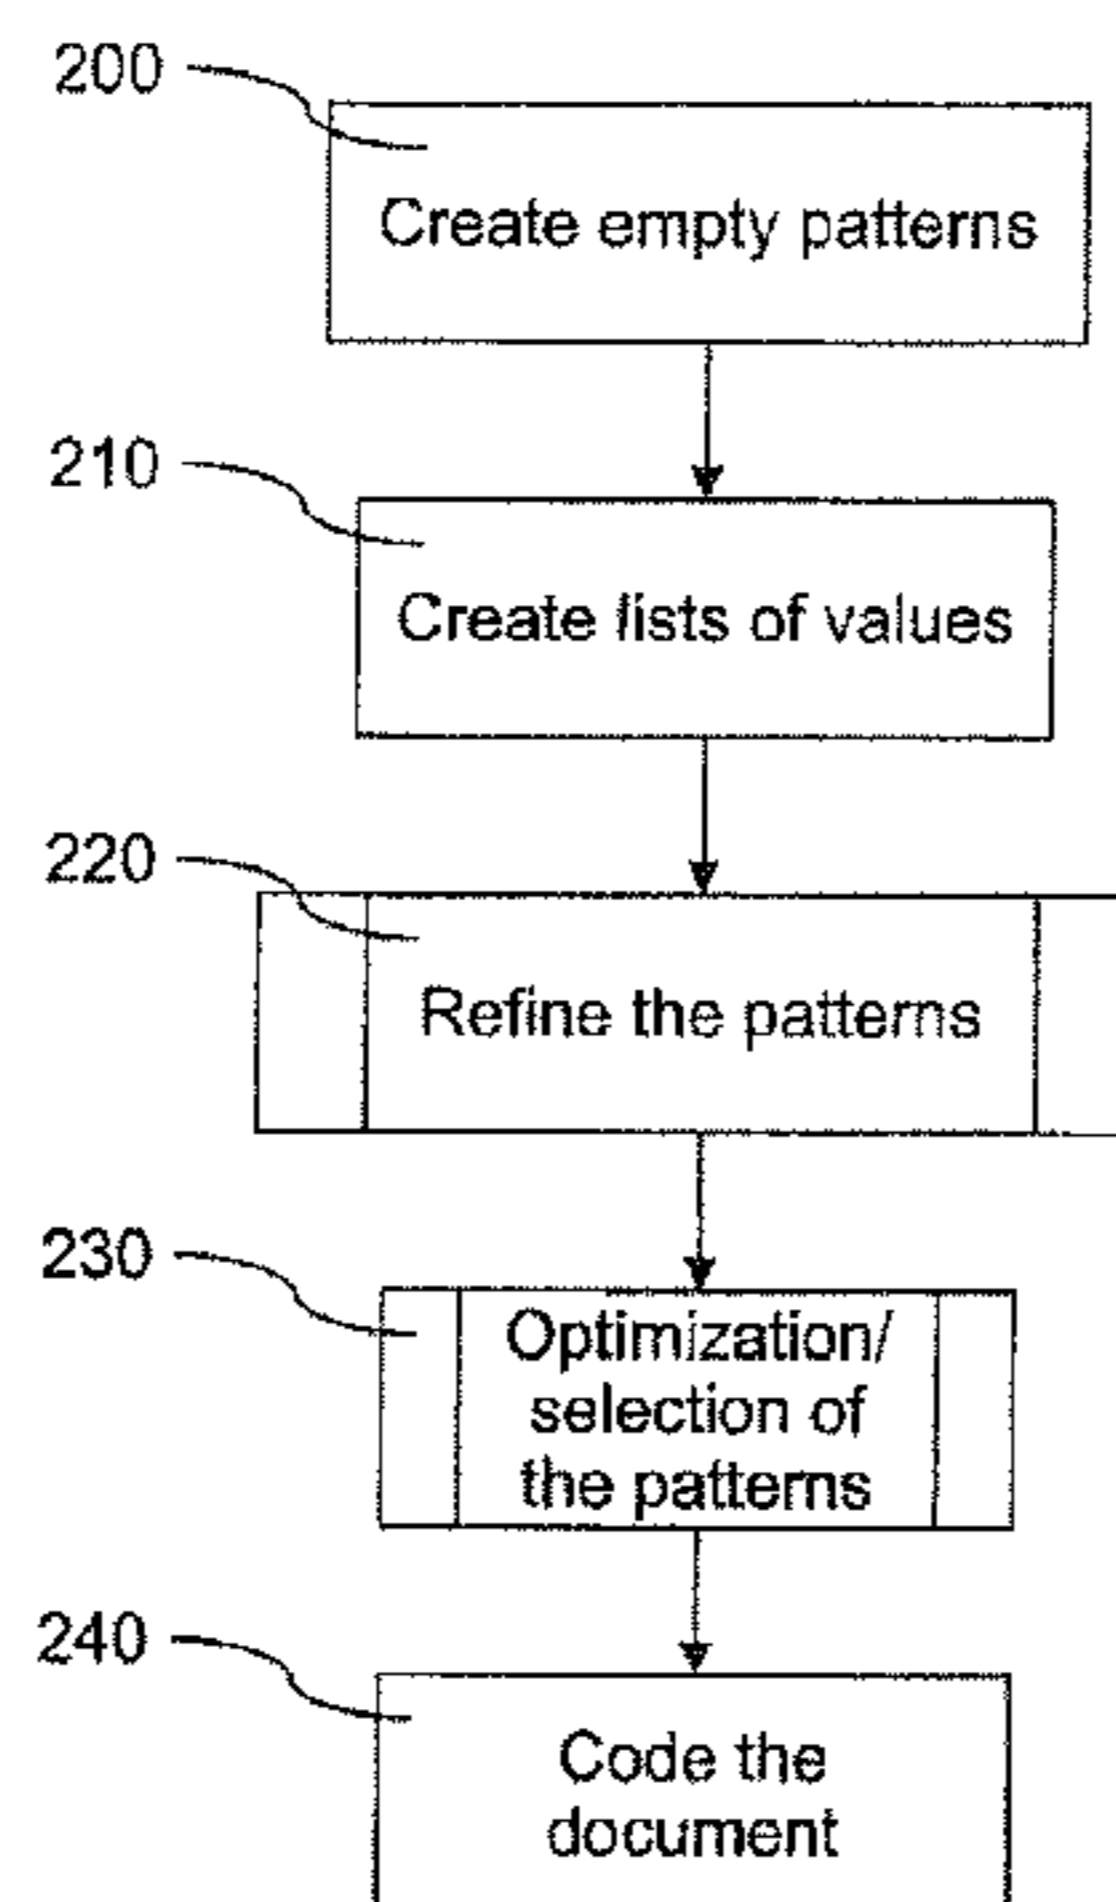 200
Create empty patterns
210
Create lists of values
220
Refine the patterns
230
Optimization/
selection of
the patterns
240
Code the
document